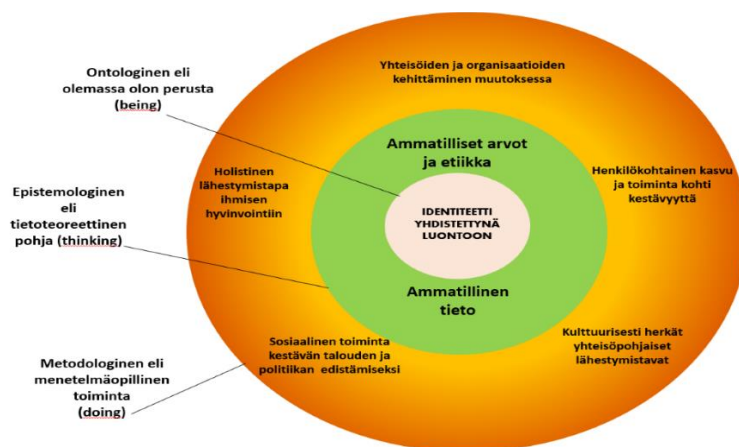 Ontologinen eli
olemassa olon perusta
(being)
Epistemologinen
eli
tietoteoreettinen
pohja (thinking)
Metodologinen eli
menetelmäopillinen
toiminta
(doing)
Yhteisöiden ja organisaatioiden
kehittäminen muutoksessa
Holistinen
lähestymistapa
ihmisen
hyvinvointiin
Ammatilliset arvot
ja etiikka
IDENTITEETTI
YHDISTETTYNÄ
LUONTOON
Ammatillinen
tieto
Henkilökohtainen kasvu
ja toiminta kohti
kestävyyttä
Sosiaalinen toiminta
kestävän talouden ja
politiikan edistämiseksi
Kulttuurisesti herkät
yhteisöpohjaiset
lähestymistavat